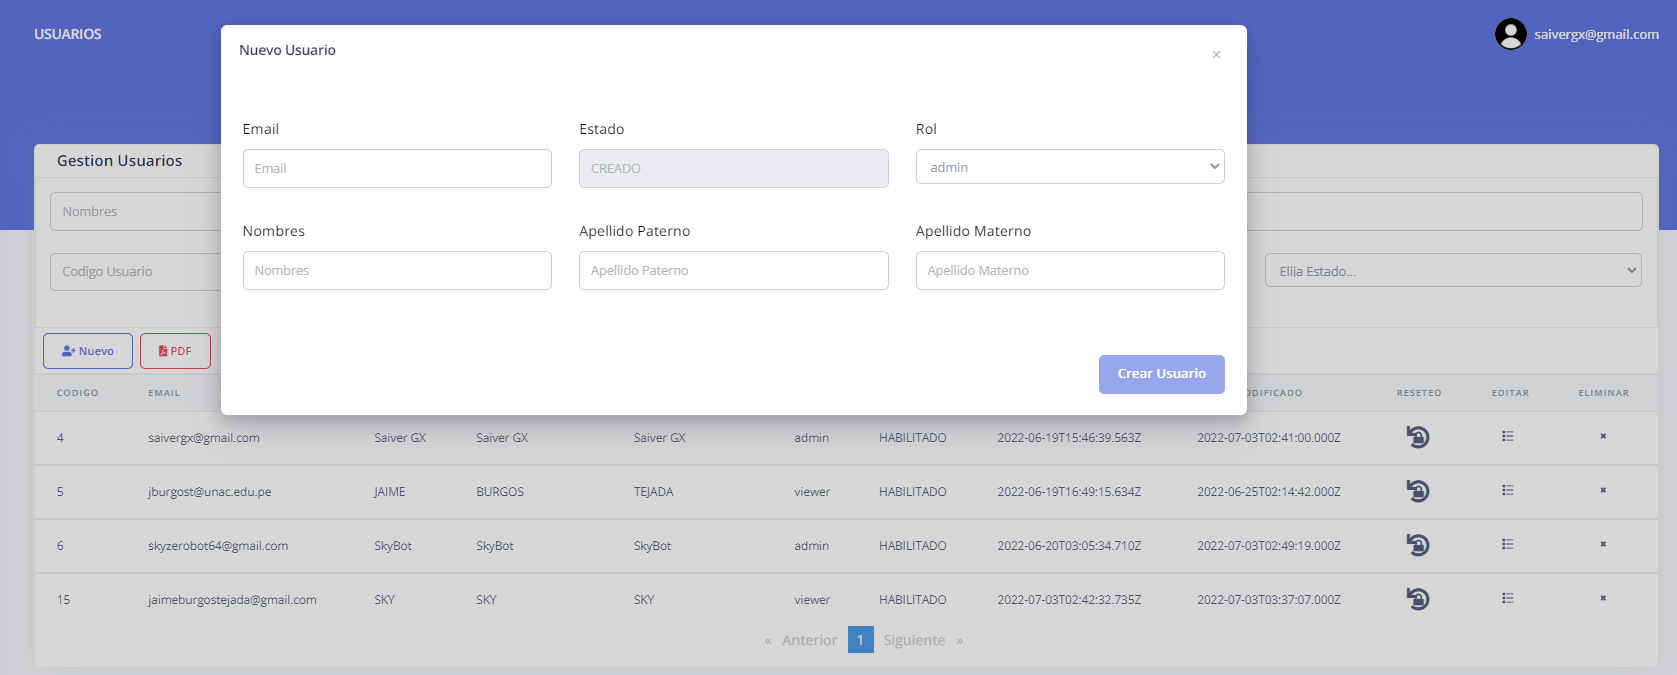 USUARIOS
saivergx@gmail.com
Nuevo Usuario
×
Email
Estado
Rol
Email
CREADO
admin
Nombres
Apellido Paterno
Apellido Materno
Nombres
Apellido Paterno
Apellido Materno
Crear Usuario
Gestion Usuarios
Nombres
Codigo Usuario
Elija Estado...
Nuevo
PDF
CODIGO EMAIL RESETEO EDITAR ELIMINAR
4 saivergx@gmail.com Saiver GX Saiver GX Saiver GX admin HABILITADO 2022-06-19T15:46:39.563Z 2022-07-03T02:41:00.000Z
5 jburgost@unac.edu.pe JAIME BURGOS TEJADA viewer HABILITADO 2022-06-19T16:49:15.634Z 2022-06-25T02:14:42.000Z
6 skyzerobot64@gmail.com SkyBot SkyBot SkyBot admin HABILITADO 2022-06-20T03:05:34.710Z 2022-07-03T02:49:19.000Z
15 jaimeburgostejada@gmail.com SKY SKY SKY viewer HABILITADO 2022-07-03T02:42:32.735Z 2022-07-03T03:37:07.000Z
« Anterior 1 Siguiente »